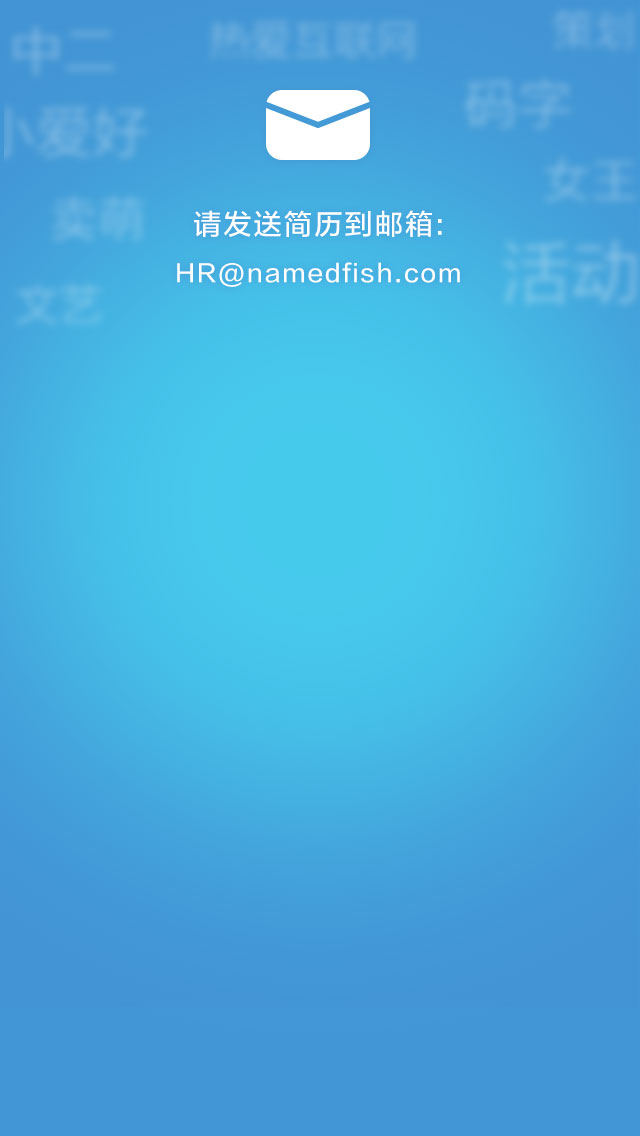 中二
热爱互联网
策划
码字
小爱好
女王
卖萌
请发送简历到邮箱:
活动
HR@namedfish.com
文艺